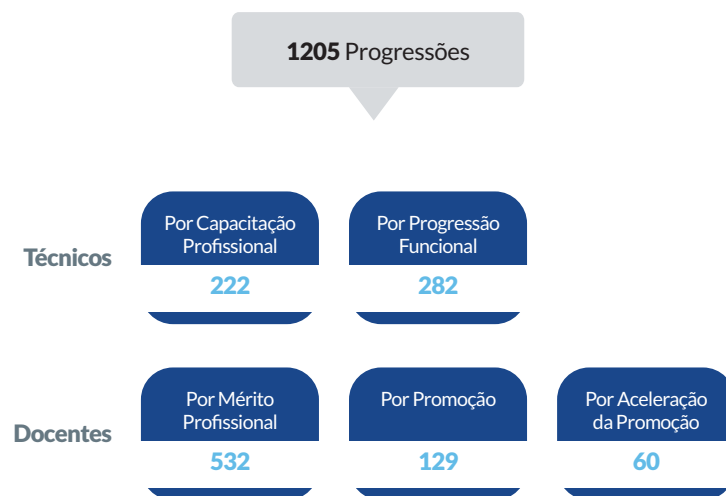 1205 Progressões
Técnicos
Por Capacitação
Profissional
222
Por Progressão
Funcional
282
Docentes
Por Mérito
Profissional
532
Por Promoção
129
Por Aceleração
da Promoção
60